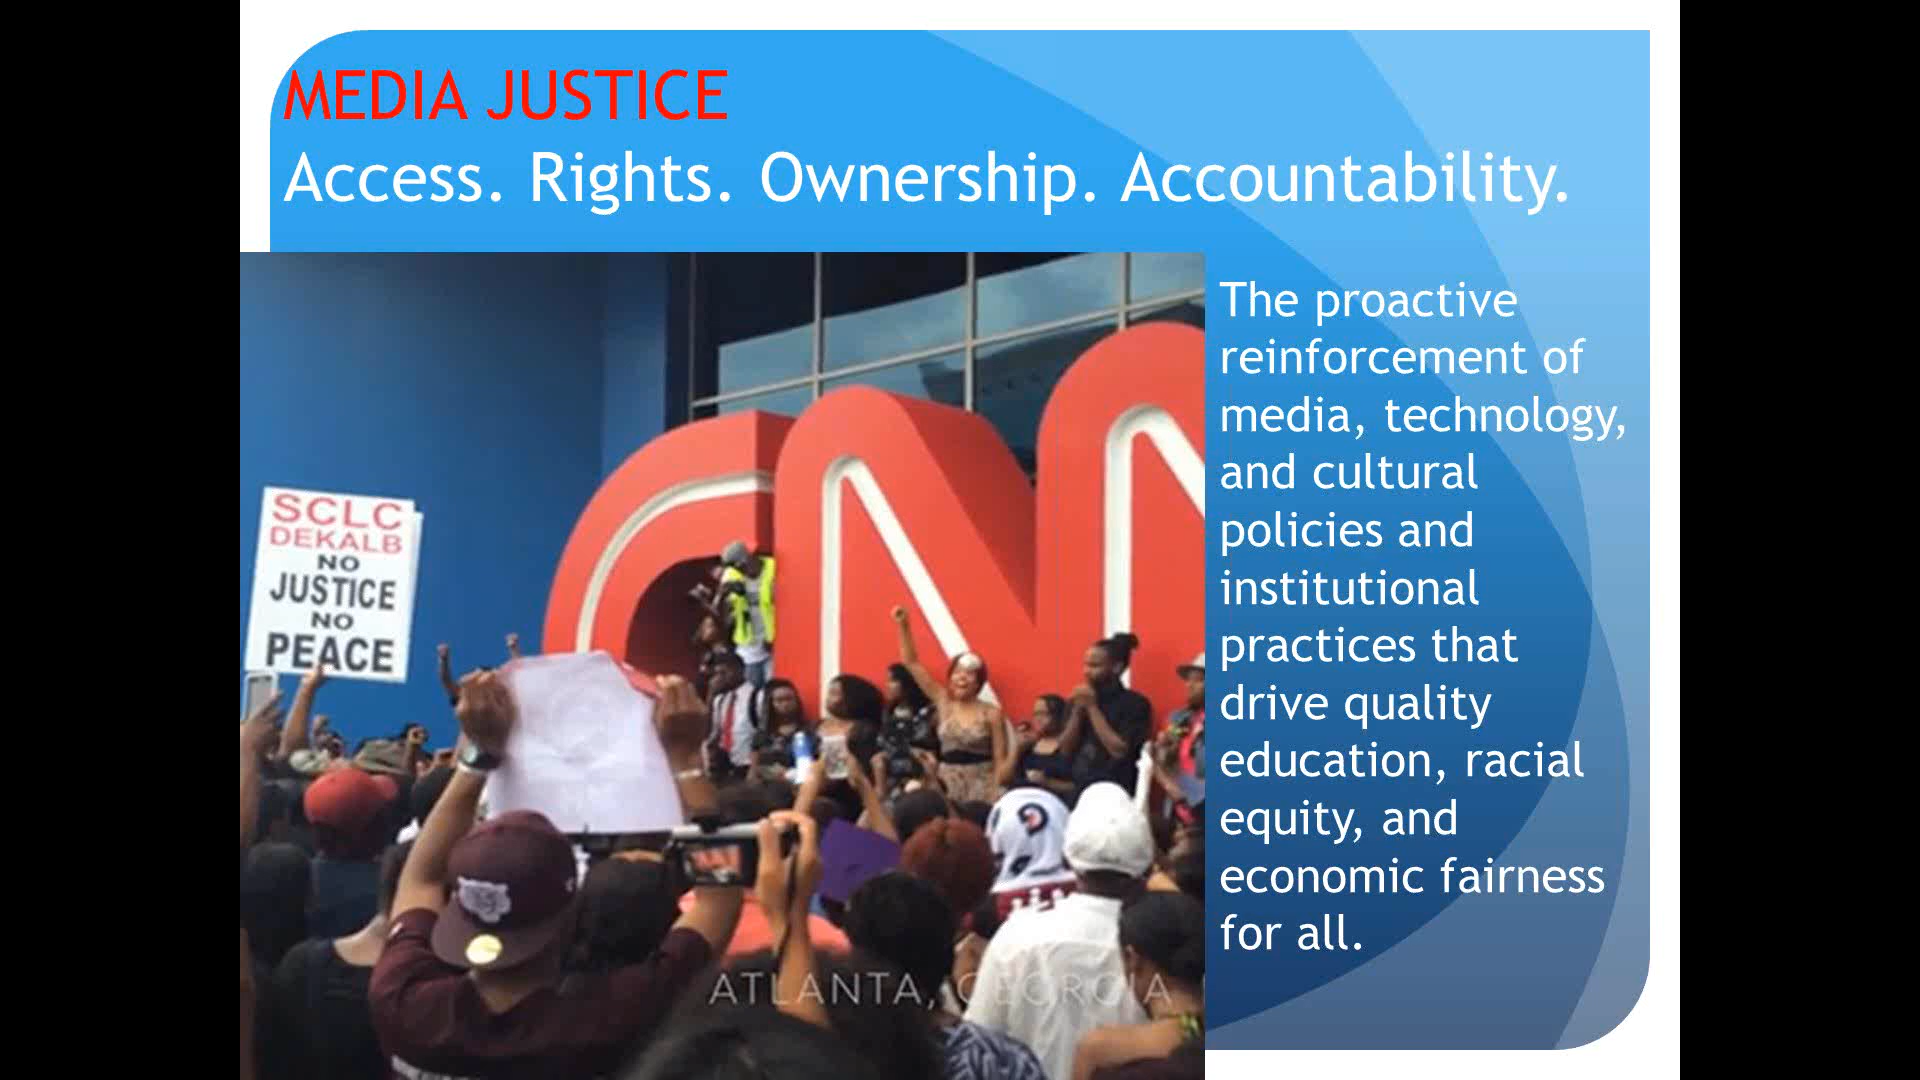 MEDIA JUSTICE
Access. Rights. Ownership. Accountability.
The proactive
reinforcement of
media, technology,
and cultural
policies and
institutional
practices that
drive quality
education, racial
equity, and
economic fairness
for all.
CNN
SCLC
DEKALB
NO
JUSTICE
NO
PEACE
ATLANTA, GEORGIA